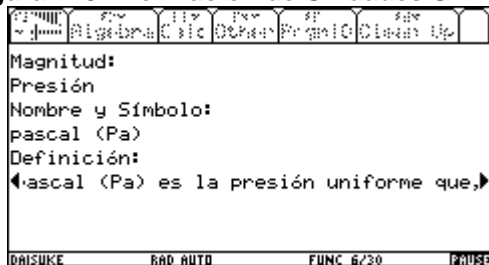 Algebra Calc Other PrgmIO Clean Up
Magnitud:
Presión
Nombre y Símbolo:
pascal (Pa)
Definición:
ascal (Pa) es la presión uniforme que,
DAISUKE RAD AUTO FUNC 6/30 PAUSE